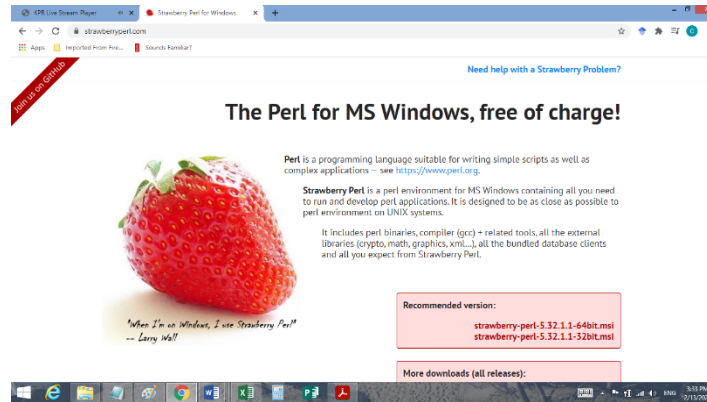 KPR Live Stream Player
Strawberry Perl for Windows
strawberryperl.com
Apps
Imported From Fire...
Sounds Familiar?
Join us on GitHub
Need help with a Strawberry Problem?
The Perl for MS Windows, free of charge!
Perl is a programming language suitable for writing simple scripts as well as
complex applications — see https://www.perl.org.
Strawberry Perl is a perl environment for MS Windows containing all you need
to run and develop perl applications. It is designed to be as close as possible to
perl environment on UNIX systems.
It includes perl binaries, compiler (gcc) + related tools, all the external
libraries (crypto, math, graphics, xml...), all the bundled database clients
and all you expect from Strawberry Perl.
"When I'm on Windows, I use Strawberry Perl"
-- Larry Wall
Recommended version:
strawberry-perl-5.32.1.1-64bit.msi
strawberry-perl-5.32.1.1-32bit.msi
More downloads (all releases):
ENG
3:33 PM